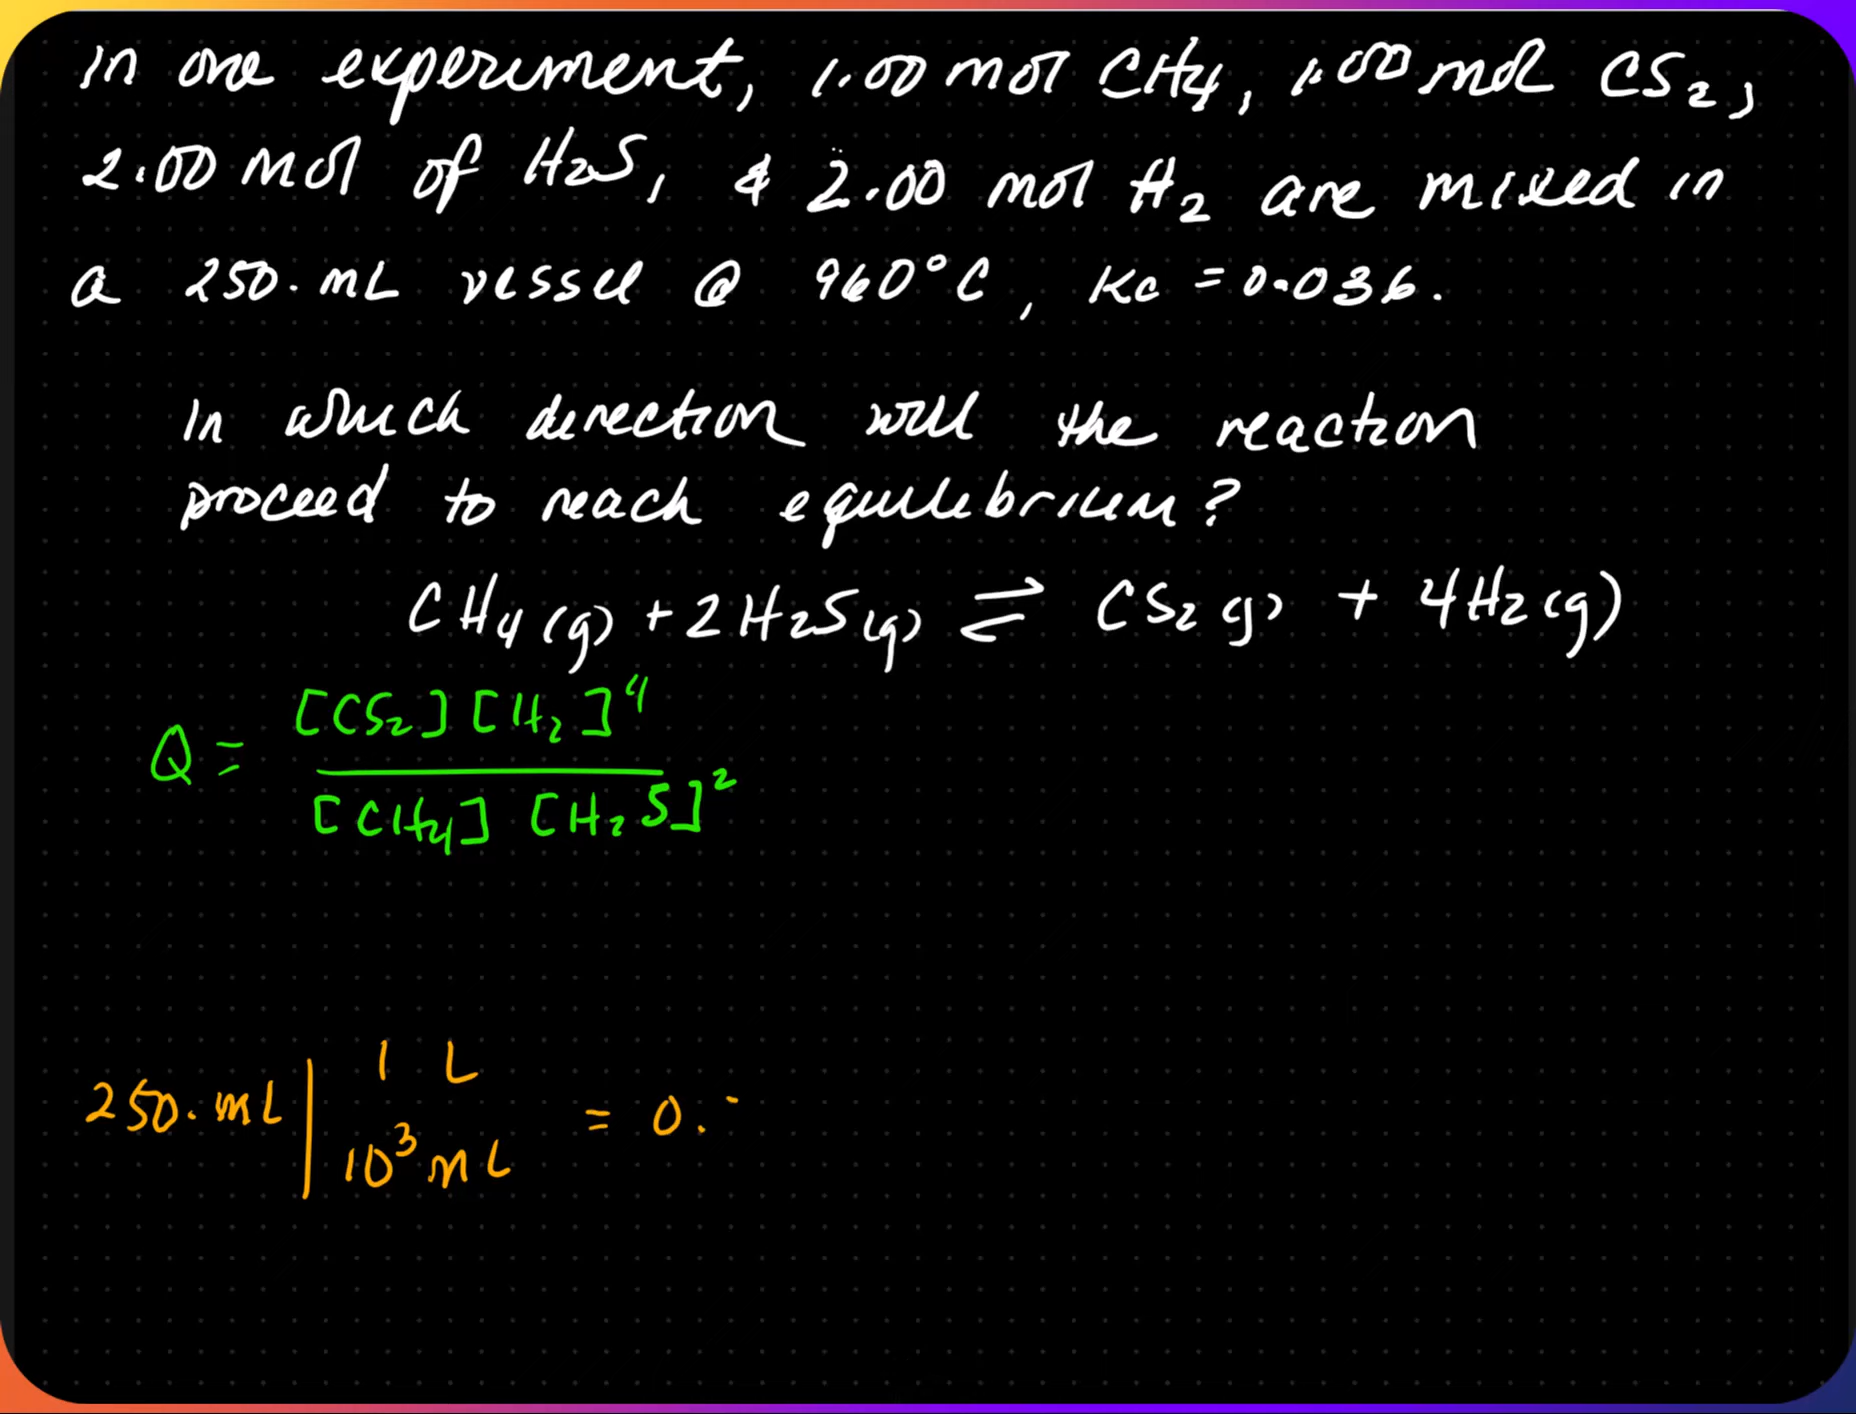 In one experiment, 1.00 mol CH4, 1.00 mol CS2,
2.00 mol of H2S, & 2.00 mol H2 are mixed in
a 250. mL vessel @ 960°C, Kc = 0.036.
In which direction will the reaction
proceed to reach equilibrium?
CH4(g) + 2H2S(g) ⇌ CS2(g) + 4H2(g)
Q = [CS2][H2]^4 / [CH4][H2S]^2
250. mL | 1 L / 10^3 mL = 0.